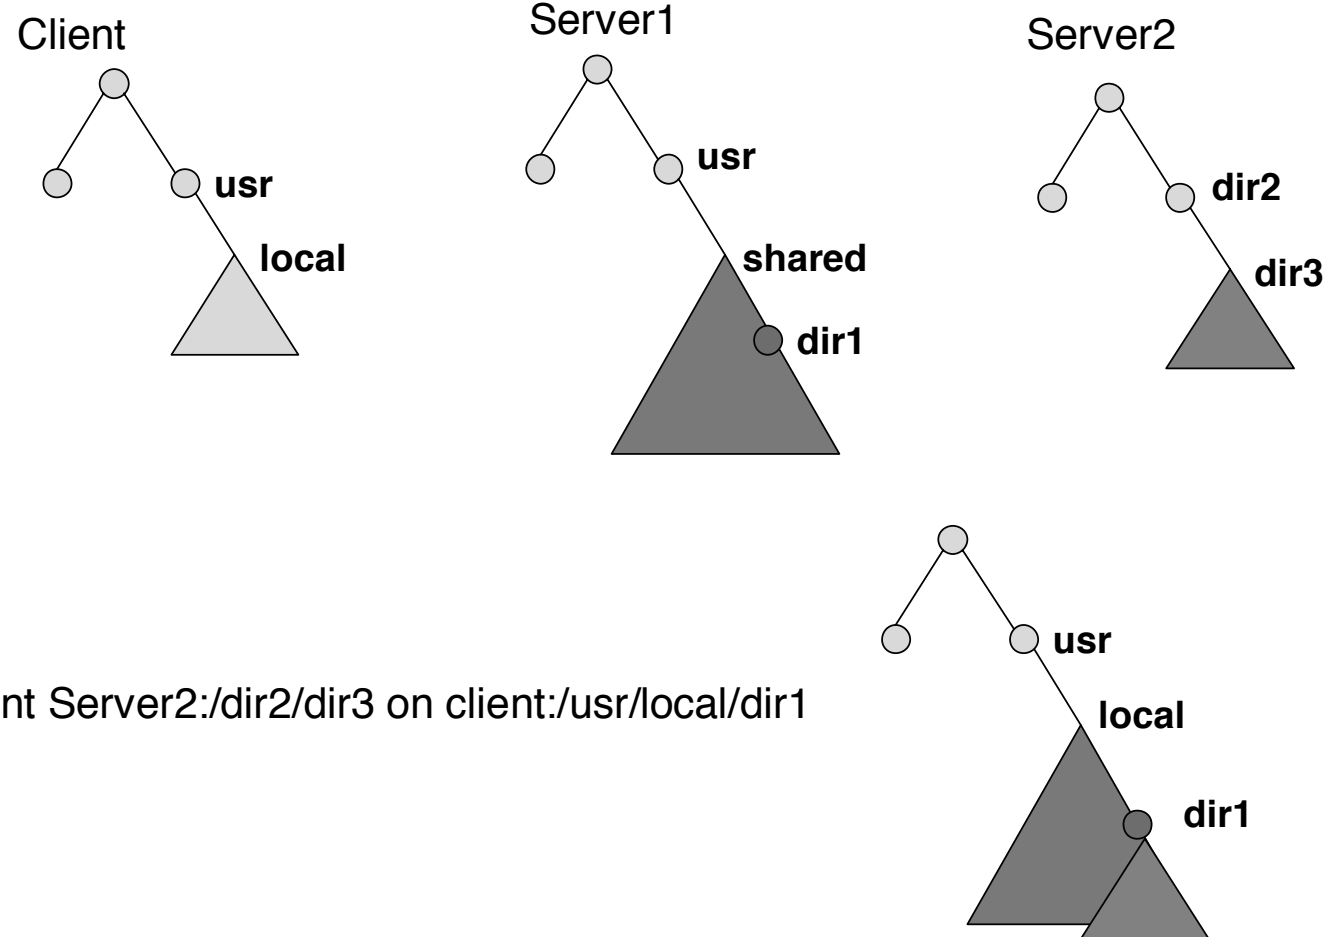 Client
Server1
Server2
usr
local
usr
shared
dir1
dir2
dir3
nt Server2:/dir2/dir3 on client:/usr/local/dir1
usr
local
dir1